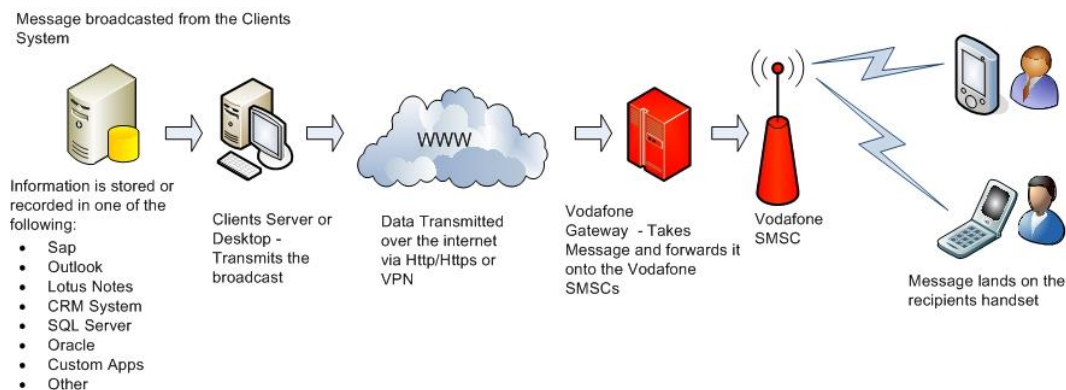 Message broadcasted from the Clients
System
WWW
Information is stored or
recorded in one of the
following:
• Sap
• Outlook
• Lotus Notes
• CRM System
• SQL Server
• Oracle
• Custom Apps
• Other
Clients Server or
Desktop -
Transmits the
broadcast
Data Transmitted
over the internet
via Http/Https or
VPN
Vodafone
Gateway - Takes
Message and forwards it
onto the Vodafone
SMSCs
Vodafone
SMSC
Message lands on the
recipients handset